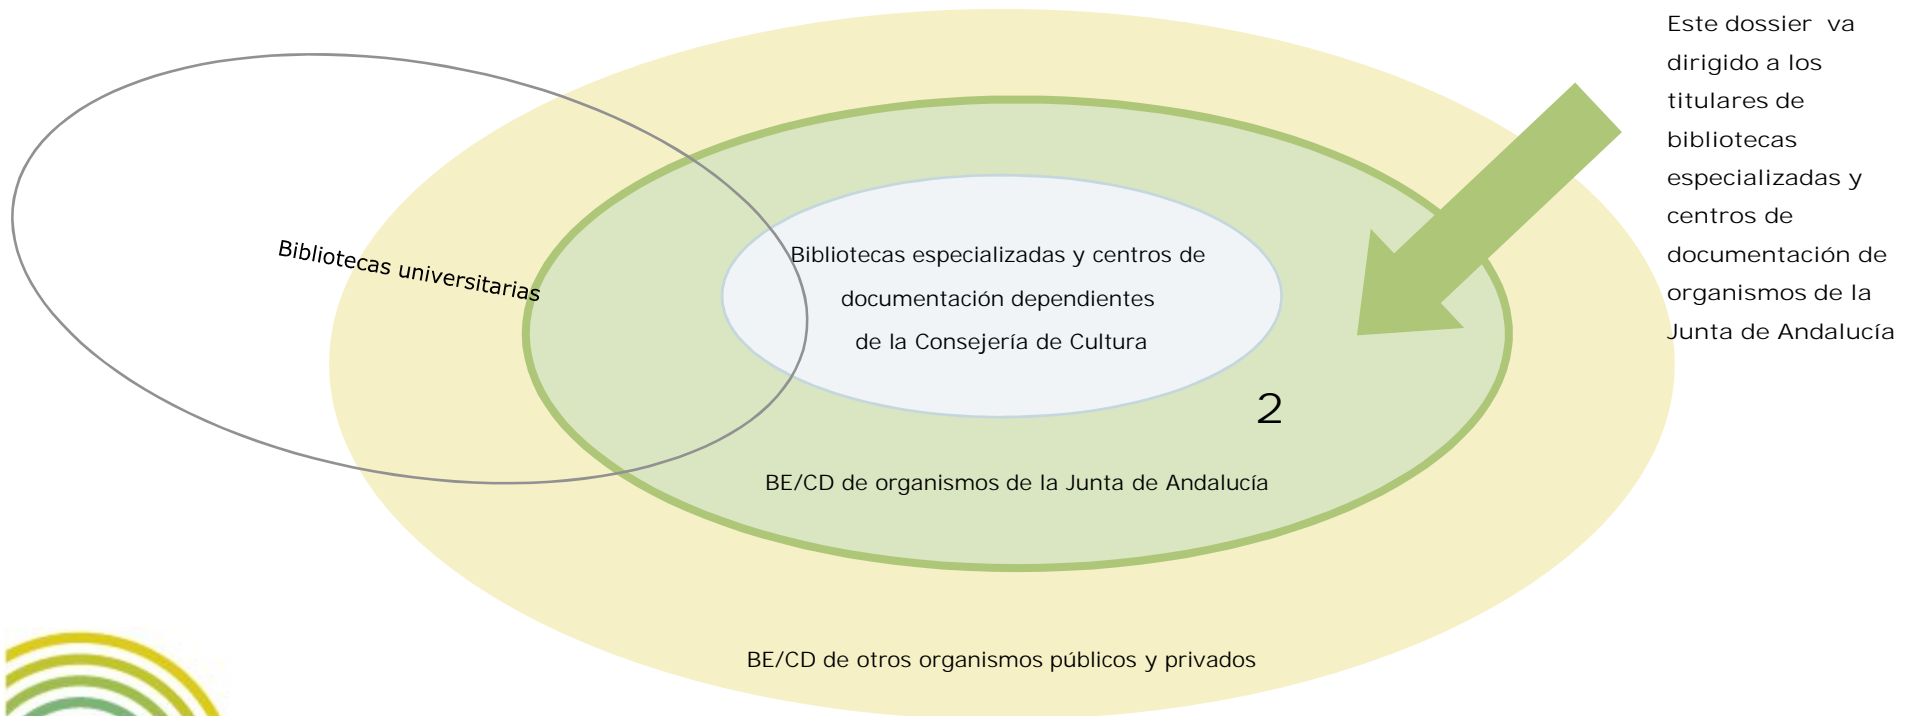 Este dossier va
dirigido a los
titulares de
bibliotecas
especializadas y
centros de
documentación de
organismos de la
Junta de Andalucía
Bibliotecas universitarias
Bibliotecas especializadas y centros de
documentación dependientes
de la Consejería de Cultura
2
BE/CD de organismos de la Junta de Andalucía
BE/CD de otros organismos públicos y privados